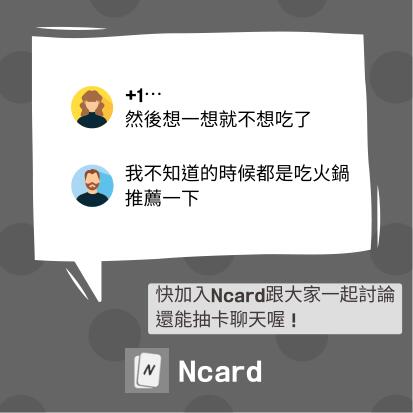 +1⋯
然後想一想就不想吃了
我不知道的時候都是吃火鍋
推薦一下
快加入Ncard跟大家一起討論
還能抽卡聊天喔！
N
Ncard